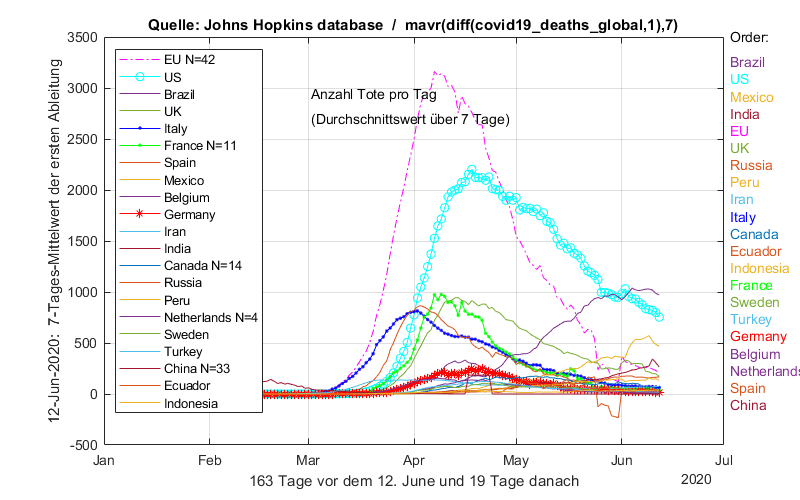 Quelle: Johns Hopkins database / mavr(diff(covid19_deaths_global,1),7)
Order:
3500
3000
2500
2000
1500
1000
500
0
-500
12-Jun-2020: 7-Tages-Mittelwert der ersten Ableitung
EU N=42
US
Brazil
UK
Italy
France N=11
Spain
Mexico
Belgium
Germany
Iran
India
Canada N=14
Russia
Peru
Netherlands N=4
Sweden
Turkey
China N=33
Ecuador
Indonesia
Anzahl Tote pro Tag
(Durchschnittswert über 7 Tage)
Brazil
US
Mexico
India
EU
UK
Russia
Peru
Iran
Italy
Canada
Ecuador
Indonesia
France
Sweden
Turkey
Germany
Belgium
Netherlands
Spain
China
Jan Feb Mar Apr May Jun Jul
2020
163 Tage vor dem 12. June und 19 Tage danach